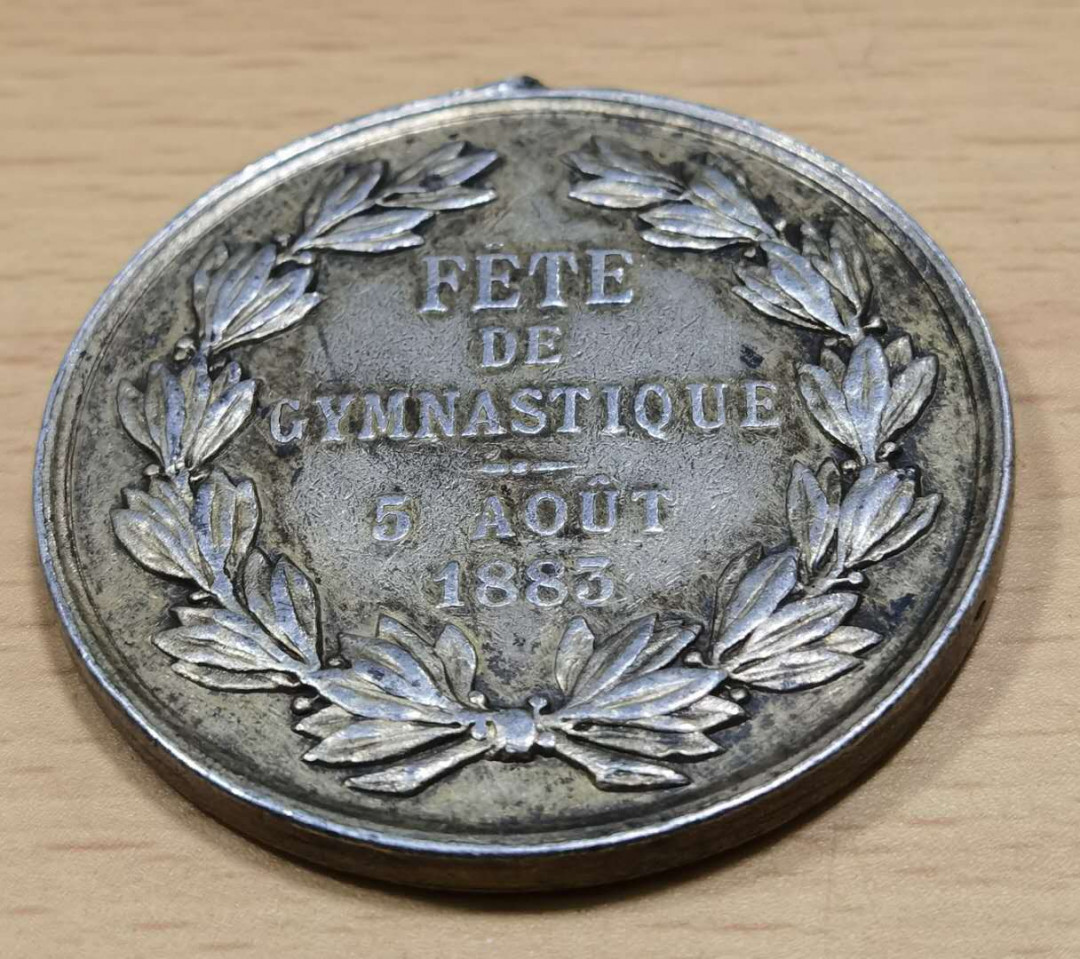 FÊTE
DE
GYMNASTIQUE
5 AOÛT
1883